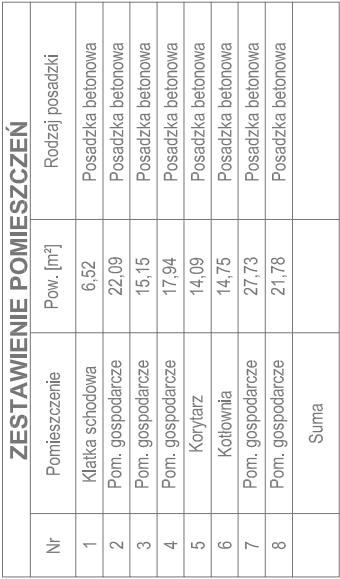 ZESTAWIENIE POMIESZCZEŃ
Nr Pomieszczenie Pow. [m²] Rodzaj posadzki
1 Klatka schodowa 6,52 Posadzka betonowa
2 Pom. gospodarcze 22,09 Posadzka betonowa
3 Pom. gospodarcze 15,15 Posadzka betonowa
4 Pom. gospodarcze 17,94 Posadzka betonowa
5 Korytarz 14,09 Posadzka betonowa
6 Kotłownia 14,75 Posadzka betonowa
7 Pom. gospodarcze 27,73 Posadzka betonowa
8 Pom. gospodarcze 21,78 Posadzka betonowa
Suma